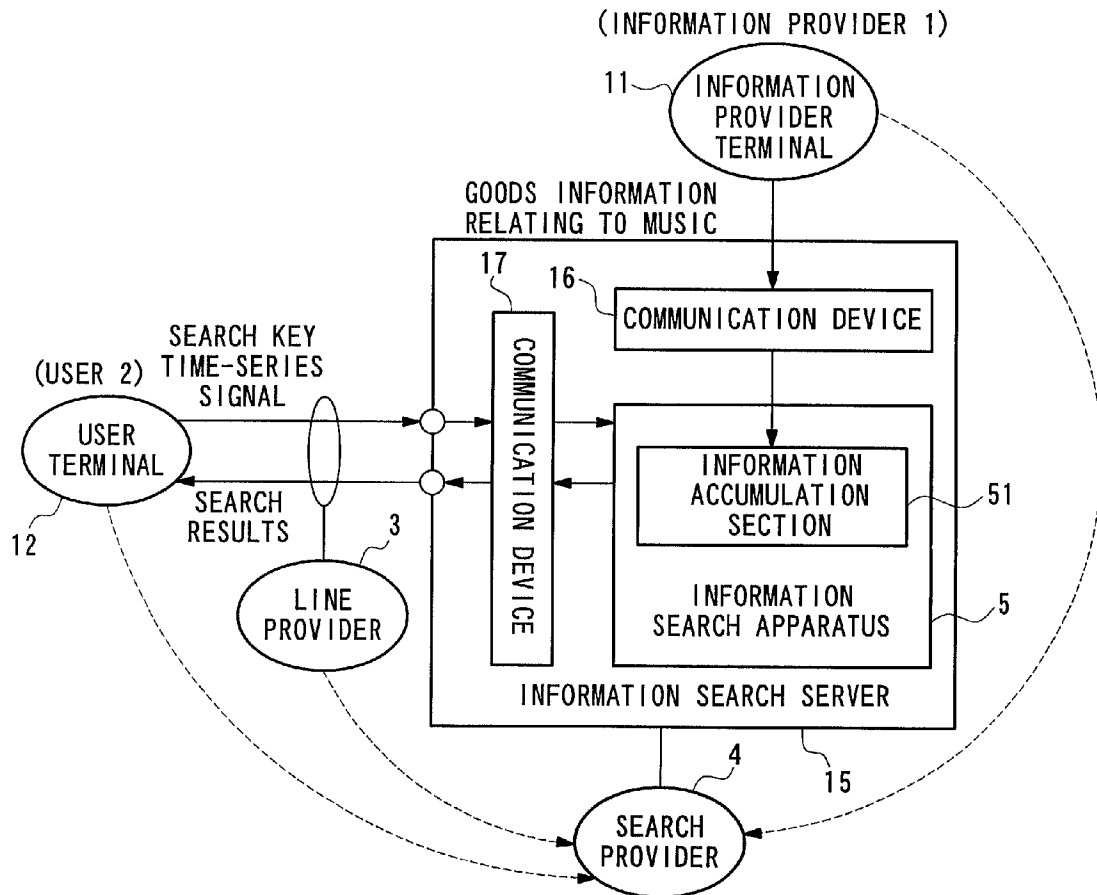 (INFORMATION PROVIDER 1)
11
INFORMATION
PROVIDER
TERMINAL
GOODS INFORMATION
RELATING TO MUSIC
17
16
COMMUNICATION DEVICE
COMMUNICATION DEVICE
SEARCH KEY
TIME-SERIES
SIGNAL
(USER 2)
USER
TERMINAL
12
SEARCH
RESULTS
3
LINE
PROVIDER
INFORMATION
ACCUMULATION
SECTION
51
INFORMATION
SEARCH APPARATUS
5
INFORMATION SEARCH SERVER
15
4
SEARCH
PROVIDER